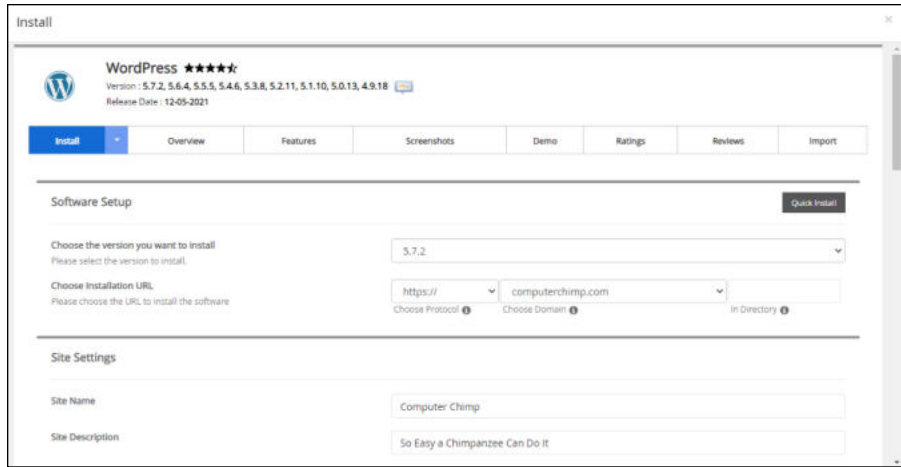 Install
WordPress
Version : 5.7.2, 5.6.4, 5.5.5, 5.4.6, 5.3.8, 5.2.11, 5.1.10, 5.0.13, 4.9.18
Release Date : 12-05-2021
Install Overview Features Screenshots Demo Ratings Reviews Import
Software Setup Quick Install
Choose the version you want to install 5.7.2
Please select the version to install.
Choose Installation URL https:// computerchimp.com
Please choose the URL to install the software Choose Protocol Choose Domain In Directory
Site Settings
Site Name Computer Chimp
Site Description So Easy a Chimpanzee Can Do It